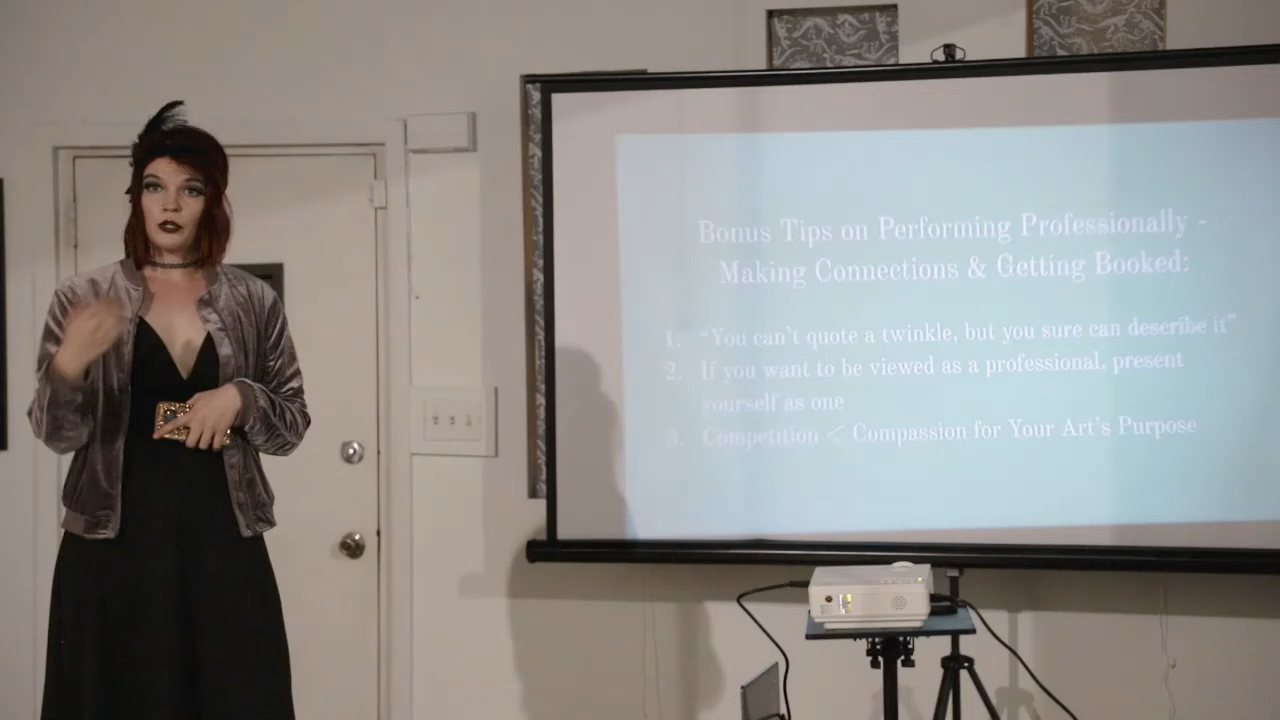 Bonus Tips on Performing Professionally -
Making Connections & Getting Booked:
1. "You can't quote a twinkle, but you sure can describe it"
2. If you want to be viewed as a professional, present
yourself as one
3. Competition < Compassion for Your Art's Purpose